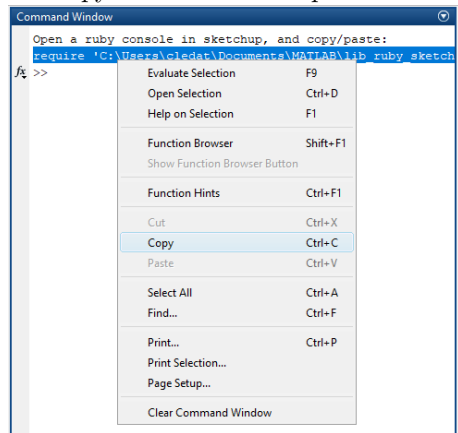 Command Window
Open a ruby console in sketchup, and copy/paste:
require 'C:\Users\cledat\Documents\MATLAB\lib_ruby_sketch
fx >>
Evaluate Selection F9
Open Selection Ctrl+D
Help on Selection F1
Function Browser Shift+F1
Show Function Browser Button
Function Hints Ctrl+F1
Cut Ctrl+X
Copy Ctrl+C
Paste Ctrl+V
Select All Ctrl+A
Find... Ctrl+F
Print... Ctrl+P
Print Selection...
Page Setup...
Clear Command Window